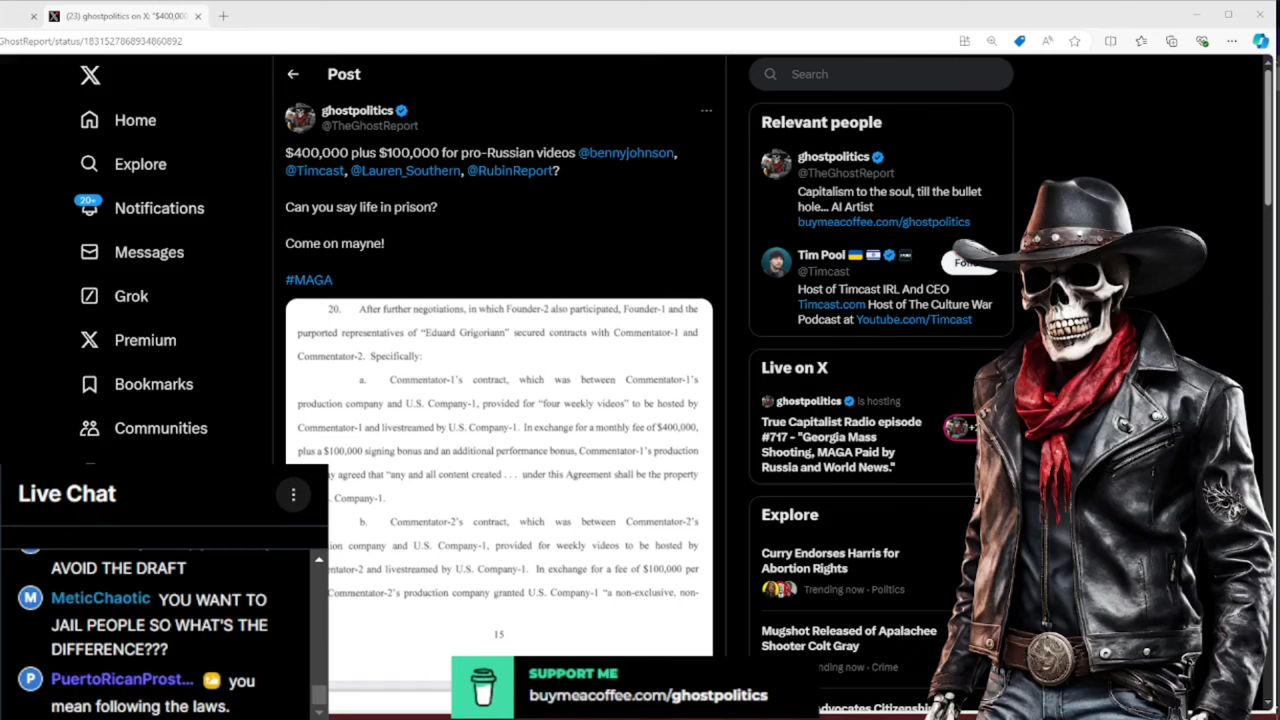 (23) ghostpolitics on X: "$400,00
GhostReport/status/1831527868934860892
Home
Explore
20+
Notifications
Messages
Grok
Premium
Bookmarks
Communities
Post
ghostpolitics
@TheGhostReport
$400,000 plus $100,000 for pro-Russian videos @bennyjohnson,
@Timcast, @Lauren_Southern, @RubinReport?
Can you say life in prison?
Come on mayne!
#MAGA
20. After further negotiations, in which Founder-2 also participated, Founder-1 and the
purported representatives of "Eduard Grigoriann" secured contracts with Commentator-1 and
Commentator-2. Specifically:
a. Commentator-1's contract, which was between Commentator-1's
production company and U.S. Company-1, provided for "four weekly videos" to be hosted by
Commentator-1 and livestreamed by U.S. Company-1. In exchange for a monthly fee of $400,000,
plus a $100,000 signing bonus and an additional performance bonus, Commentator-1's production
y agreed that "any and all content created . . . under this Agreement shall be the property
. Company-1.
b. Commentator-2's contract, which was between Commentator-2's
ion company and U.S. Company-1, provided for weekly videos to be hosted by
ntator-2 and livestreamed by U.S. Company-1. In exchange for a fee of $100,000 per
Commentator-2's production company granted U.S. Company-1 "a non-exclusive, non-
15
Search
Relevant people
ghostpolitics
@TheGhostReport
Capitalism to the soul, till the bullet
hole... AI Artist
buymeacoffee.com/ghostpolitics
Tim Pool
@Timcast
Follo
Host of Timcast IRL And CEO
Timcast.com Host of The Culture War
Podcast at Youtube.com/Timcast
Live on X
ghostpolitics is hosting
True Capitalist Radio episode
#717 - "Georgia Mass
Shooting, MAGA Paid by
Russia and World News."
Explore
Curry Endorses Harris for
Abortion Rights
Trending now · Politics
Mugshot Released of Apalachee
Shooter Colt Gray
nding now · Crime
dvocates Citizenship
Live Chat
AVOID THE DRAFT
M MeticChaotic YOU WANT TO
JAIL PEOPLE SO WHAT'S THE
DIFFERENCE???
P PuertoRicanProst... you
mean following the laws.
SUPPORT ME
buymeacoffee.com/ghostpolitics